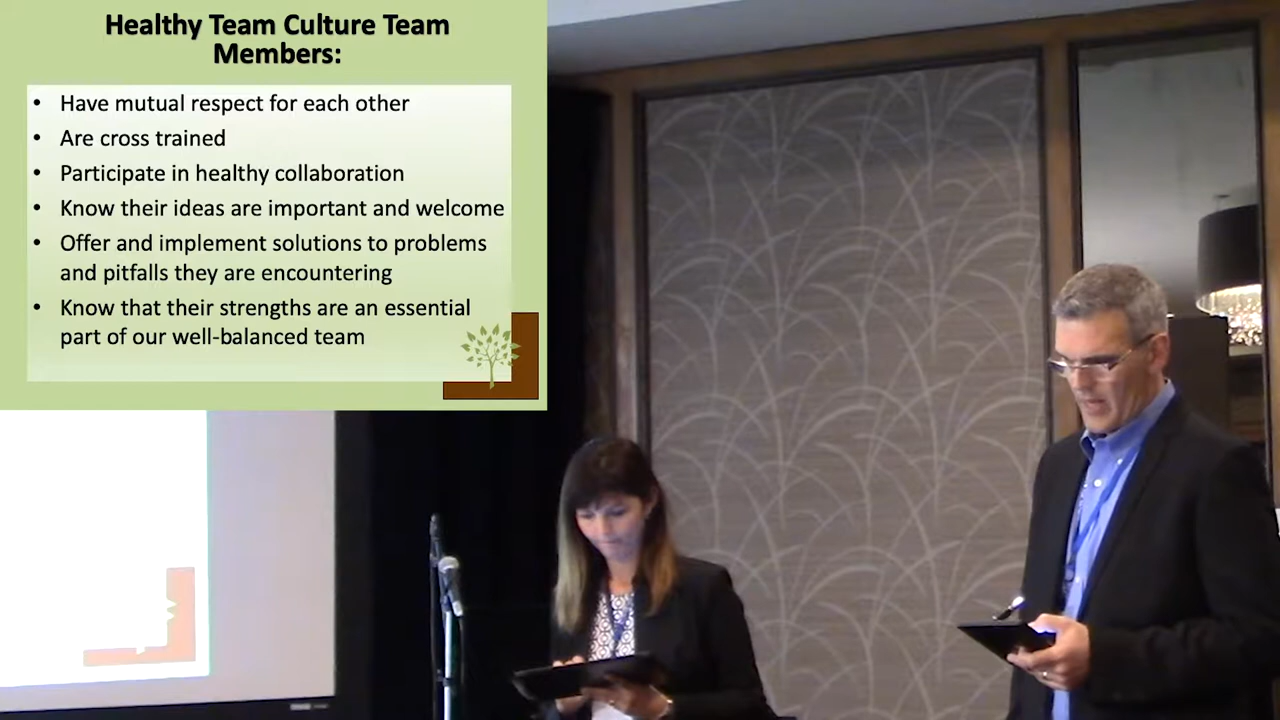 Healthy Team Culture Team
Members:
• Have mutual respect for each other
• Are cross trained
• Participate in healthy collaboration
• Know their ideas are important and welcome
• Offer and implement solutions to problems
and pitfalls they are encountering
• Know that their strengths are an essential
part of our well-balanced team